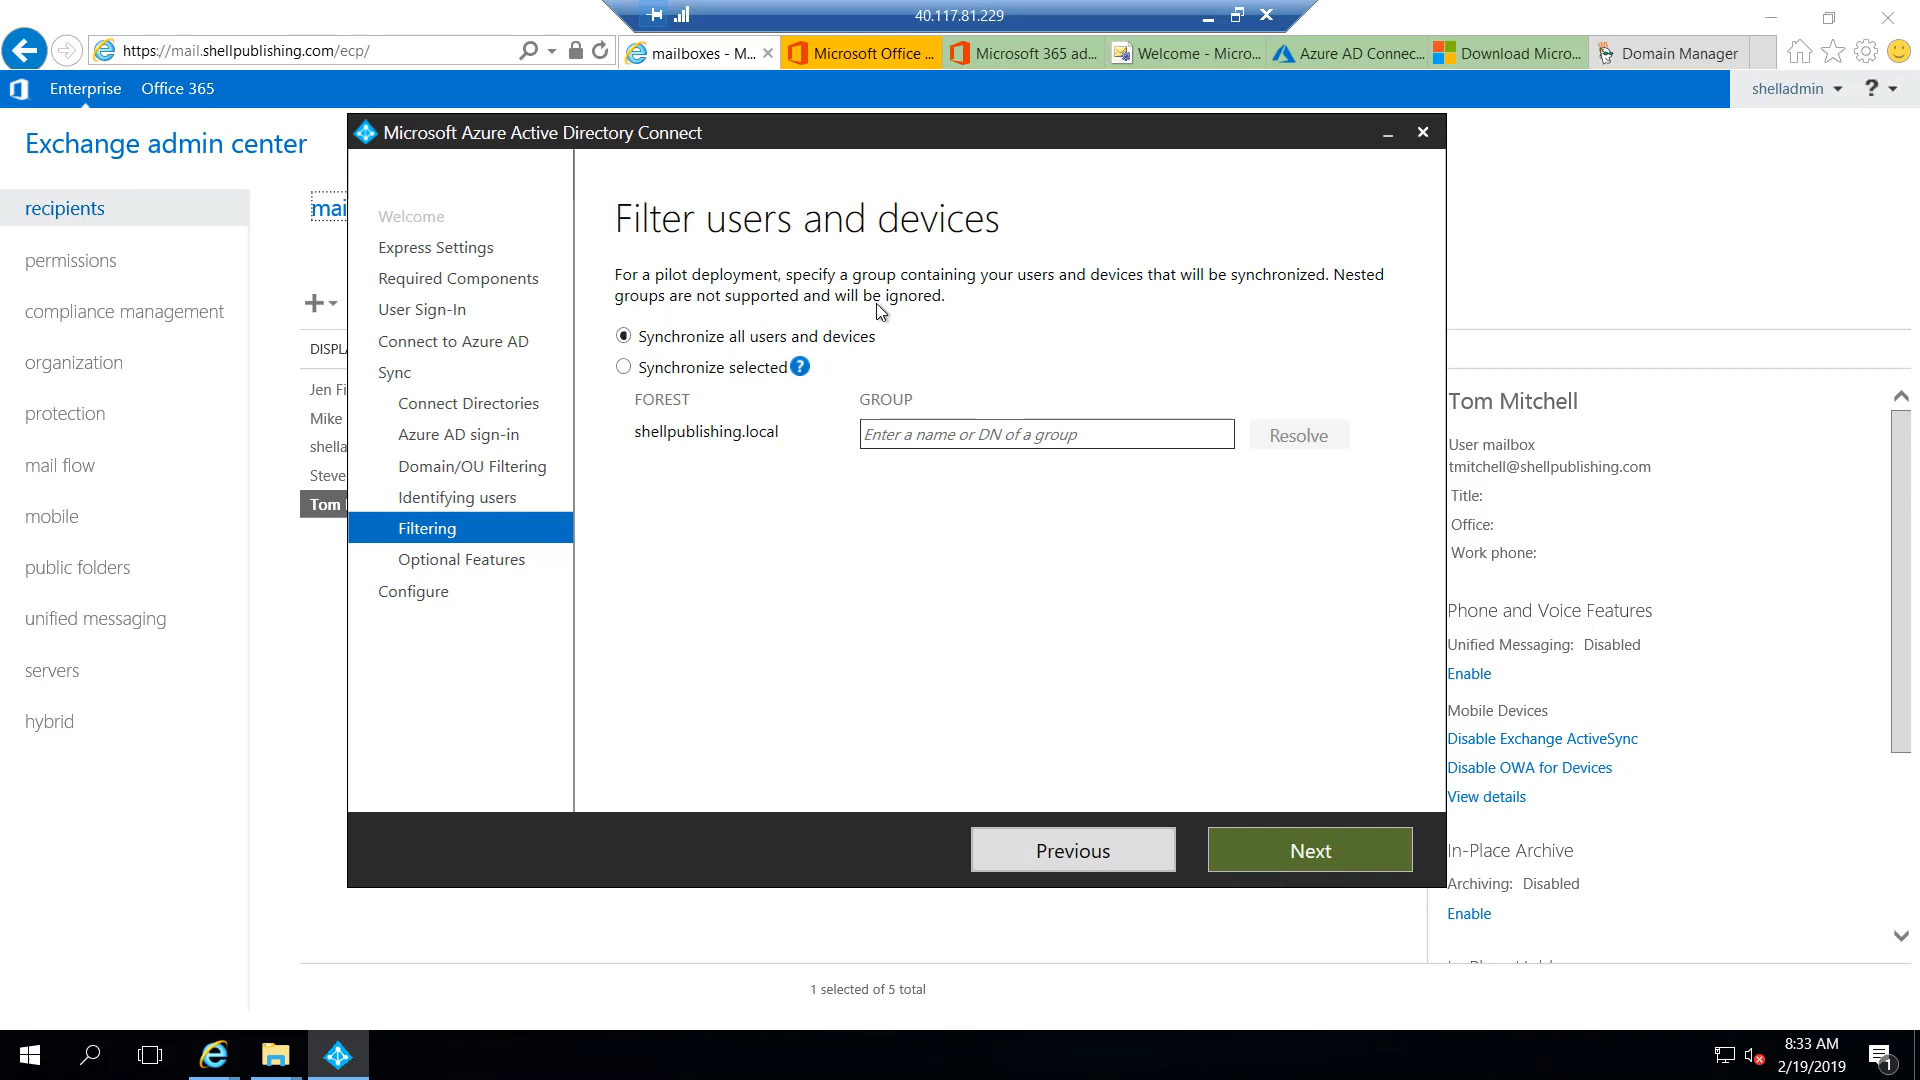 40.117.81.229
https://mail.shellpublishing.com/ecp/
mailboxes - M...
Microsoft Office ...
Microsoft 365 ad...
Welcome - Micro...
Azure AD Connec...
Download Micro...
Domain Manager
Enterprise
Office 365
shelladmin
?
Exchange admin center
recipients
permissions
compliance management
organization
protection
mail flow
mobile
public folders
unified messaging
servers
hybrid
mai
DISPL
Jen Fi
Mike
shella
Steve
Tom
Microsoft Azure Active Directory Connect
Welcome
Express Settings
Required Components
User Sign-In
Connect to Azure AD
Sync
Connect Directories
Azure AD sign-in
Domain/OU Filtering
Identifying users
Filtering
Optional Features
Configure
Filter users and devices
For a pilot deployment, specify a group containing your users and devices that will be synchronized. Nested
groups are not supported and will be ignored.
Synchronize all users and devices
Synchronize selected ?
FOREST
GROUP
shellpublishing.local
Enter a name or DN of a group
Resolve
Previous
Next
Tom Mitchell
User mailbox
tmitchell@shellpublishing.com
Title:
Office:
Work phone:
Phone and Voice Features
Unified Messaging: Disabled
Enable
Mobile Devices
Disable Exchange ActiveSync
Disable OWA for Devices
View details
In-Place Archive
Archiving: Disabled
Enable
1 selected of 5 total
8:33 AM
2/19/2019
1